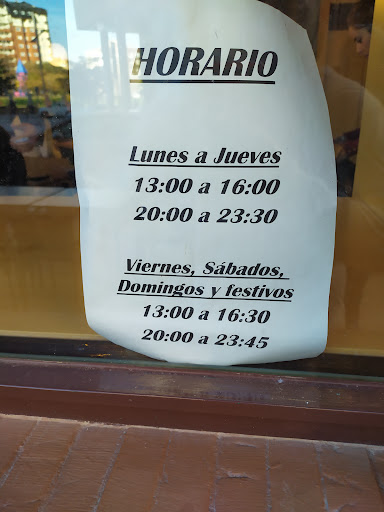 HORARIO
Lunes a Jueves
13:00 a 16:00
20:00 a 23:30
Viernes, Sábados,
Domingos y festivos
13:00 a 16:30
20:00 a 23:45